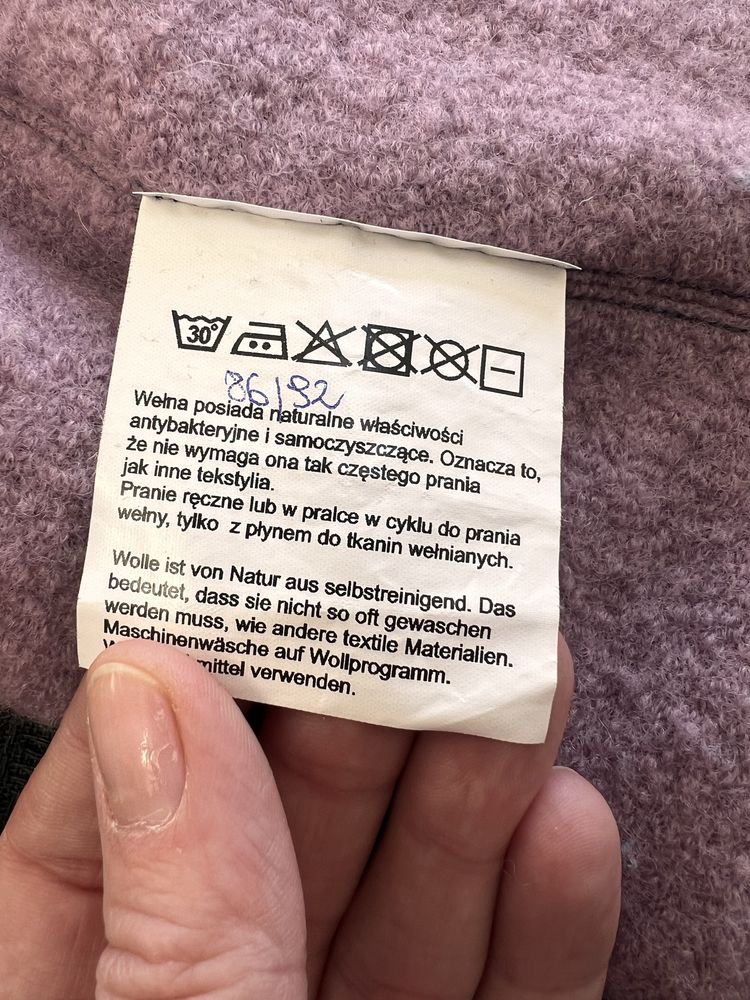 30°
86/92
Wełna posiada naturalne właściwości
antybakteryjne i samoczyszczące. Oznacza to,
że nie wymaga ona tak częstego prania
jak inne tekstylia.
Pranie ręczne lub w pralce w cyklu do prania
wełny, tylko z płynem do tkanin wełnianych.
Wolle ist von Natur aus selbstreinigend. Das
bedeutet, dass sie nicht so oft gewaschen
werden muss, wie andere textile Materialien.
Maschinenwäsche auf Wollprogramm.
mittel verwenden.